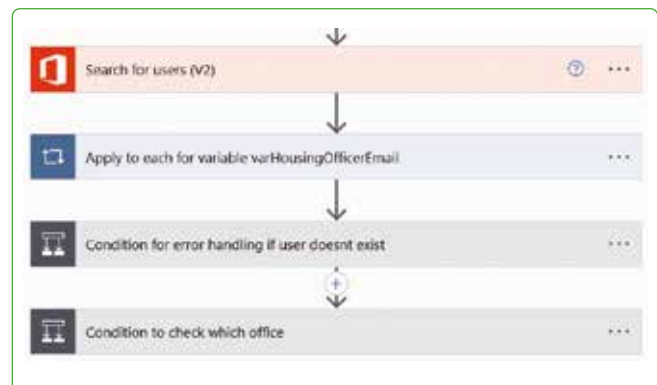 Search for users (V2)
Apply to each for variable varHousingOfficerEmail
Condition for error handling if user doesnt exist
Condition to check which office